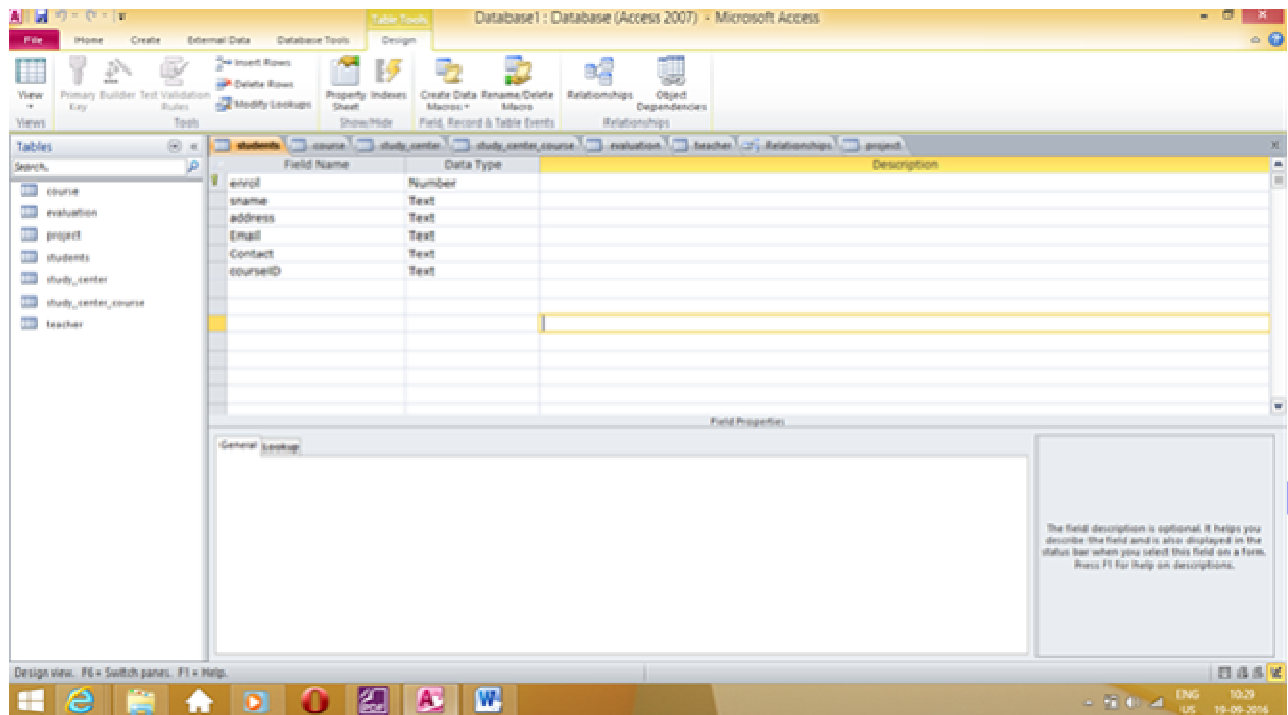 Table Tools
Database1 : Database (Access 2007) - Microsoft Access
File Home Create External Data Database Tools Design
View
Primary Key
Builder
Test Validation Rules
Insert Rows
Delete Rows
Modify Lookups
Property Sheet
Indexes
Create Data Macros
Rename/Delete Macro
Relationships
Object Dependencies
Views Tools Show/Hide Field, Record & Table Events Relationships
Tables
Search..
course
evaluation
project
students
study_center
study_center_course
teacher
students course study_center study_center_course evaluation teacher Relationships project
Field Name Data Type Description
enrol Number
sname Text
address Text
Email Text
Contact Text
courseID Text
Field Properties
General Lookup
The field description is optional. It helps you
describe the field and is also displayed in the
status bar when you select this field on a form.
Press F1 for help on descriptions.
Design view. F6 = Switch panes. F1 = Help.
ENG 10:29
US 19-09-2016